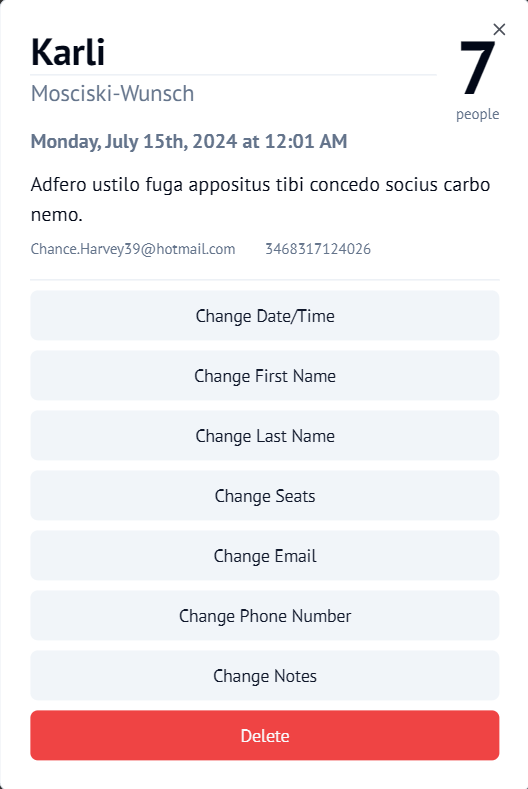 Karli
7
Mosciski-Wunsch
people
Monday, July 15th, 2024 at 12:01 AM
Adfero ustilo fuga appositus tibi concedo socius carbo
nemo.
Chance.Harvey39@hotmail.com 3468317124026
Change Date/Time
Change First Name
Change Last Name
Change Seats
Change Email
Change Phone Number
Change Notes
Delete